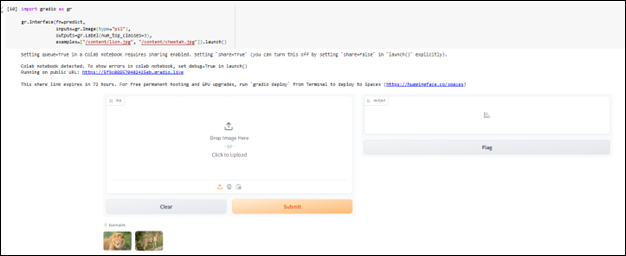 import gradio as gr
gr.Interface(fn=predict,
inputs=gr.Image(type="pil"),
outputs=gr.Label(num_top_classes=3),
examples=["/content/lion.jpg", "/content/cheetah.jpg"]).launch()
Setting queue=True in a Colab notebook requires sharing enabled. Setting `share=True` (you can turn this off by setting `share=False` in `launch()` explicitly).
Colab notebook detected. To show errors in colab notebook, set debug=True in launch()
Running on public URL:
This share link expires in 72 hours. For free permanent hosting and GPU upgrades, run `gradio deploy` from Terminal to deploy to Spaces (https://huggingface.co/spaces)
img
output
Drop Image Here
- or -
Click to Upload
Flag
Clear
Submit
Examples